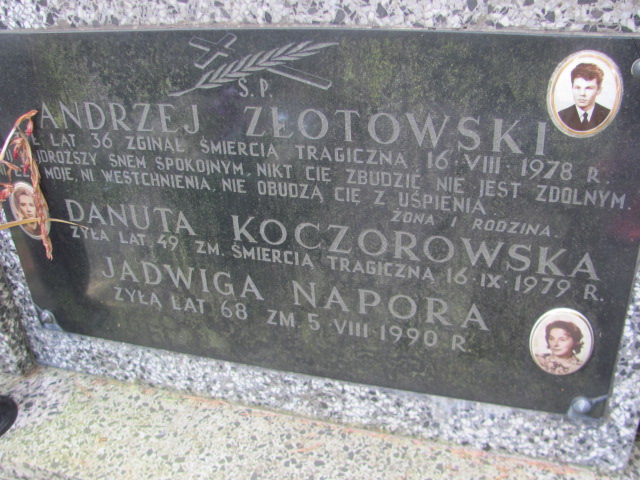 Ś. P.
ANDRZEJ ZŁOTOWSKI
Ż. LAT 36 ZGINĄŁ ŚMIERCIĄ TRAGICZNĄ 16·VIII 1978 R.
SNEM SPOKOJNYM, NIKT CIĘ ZBUDZIĆ NIE JEST ZDOLNYM,
MOJE, NI WESTCHNIENIA, NIE OBUDZĄ CIĘ Z UŚPIENIA
ŻONA I RODZINA.
DANUTA KOCZOROWSKA
ŻYŁA LAT 49 ZM. ŚMIERCIĄ TRAGICZNĄ 16·IX·1979 R.
JADWIGA NAPORA
ŻYŁA LAT 68 ZM. 5 VIII 1990 R.